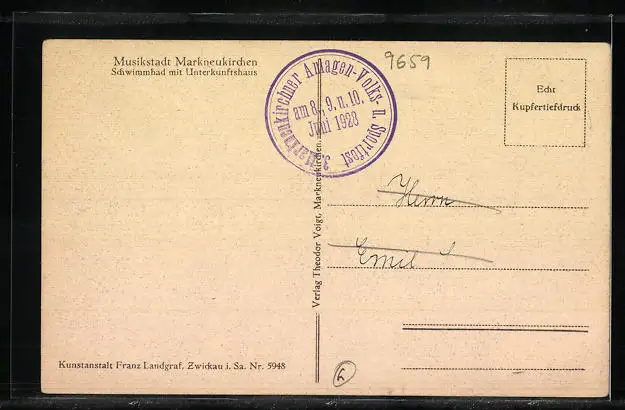 Musikstadt Markneukirchen
Schwimmbad mit Unterkunftshaus
3. Markneukirchner Anlagen-Volks- u. Sportfest
am 8., 9. u. 10.
Juni 1928
9659
Echt
Kupfertiefdruck
Herrn
Emil
Verlag Theodor Voigt, Markneukirchen.
Kunstanstalt Franz Landgraf, Zwickau i. Sa. Nr. 5948
6